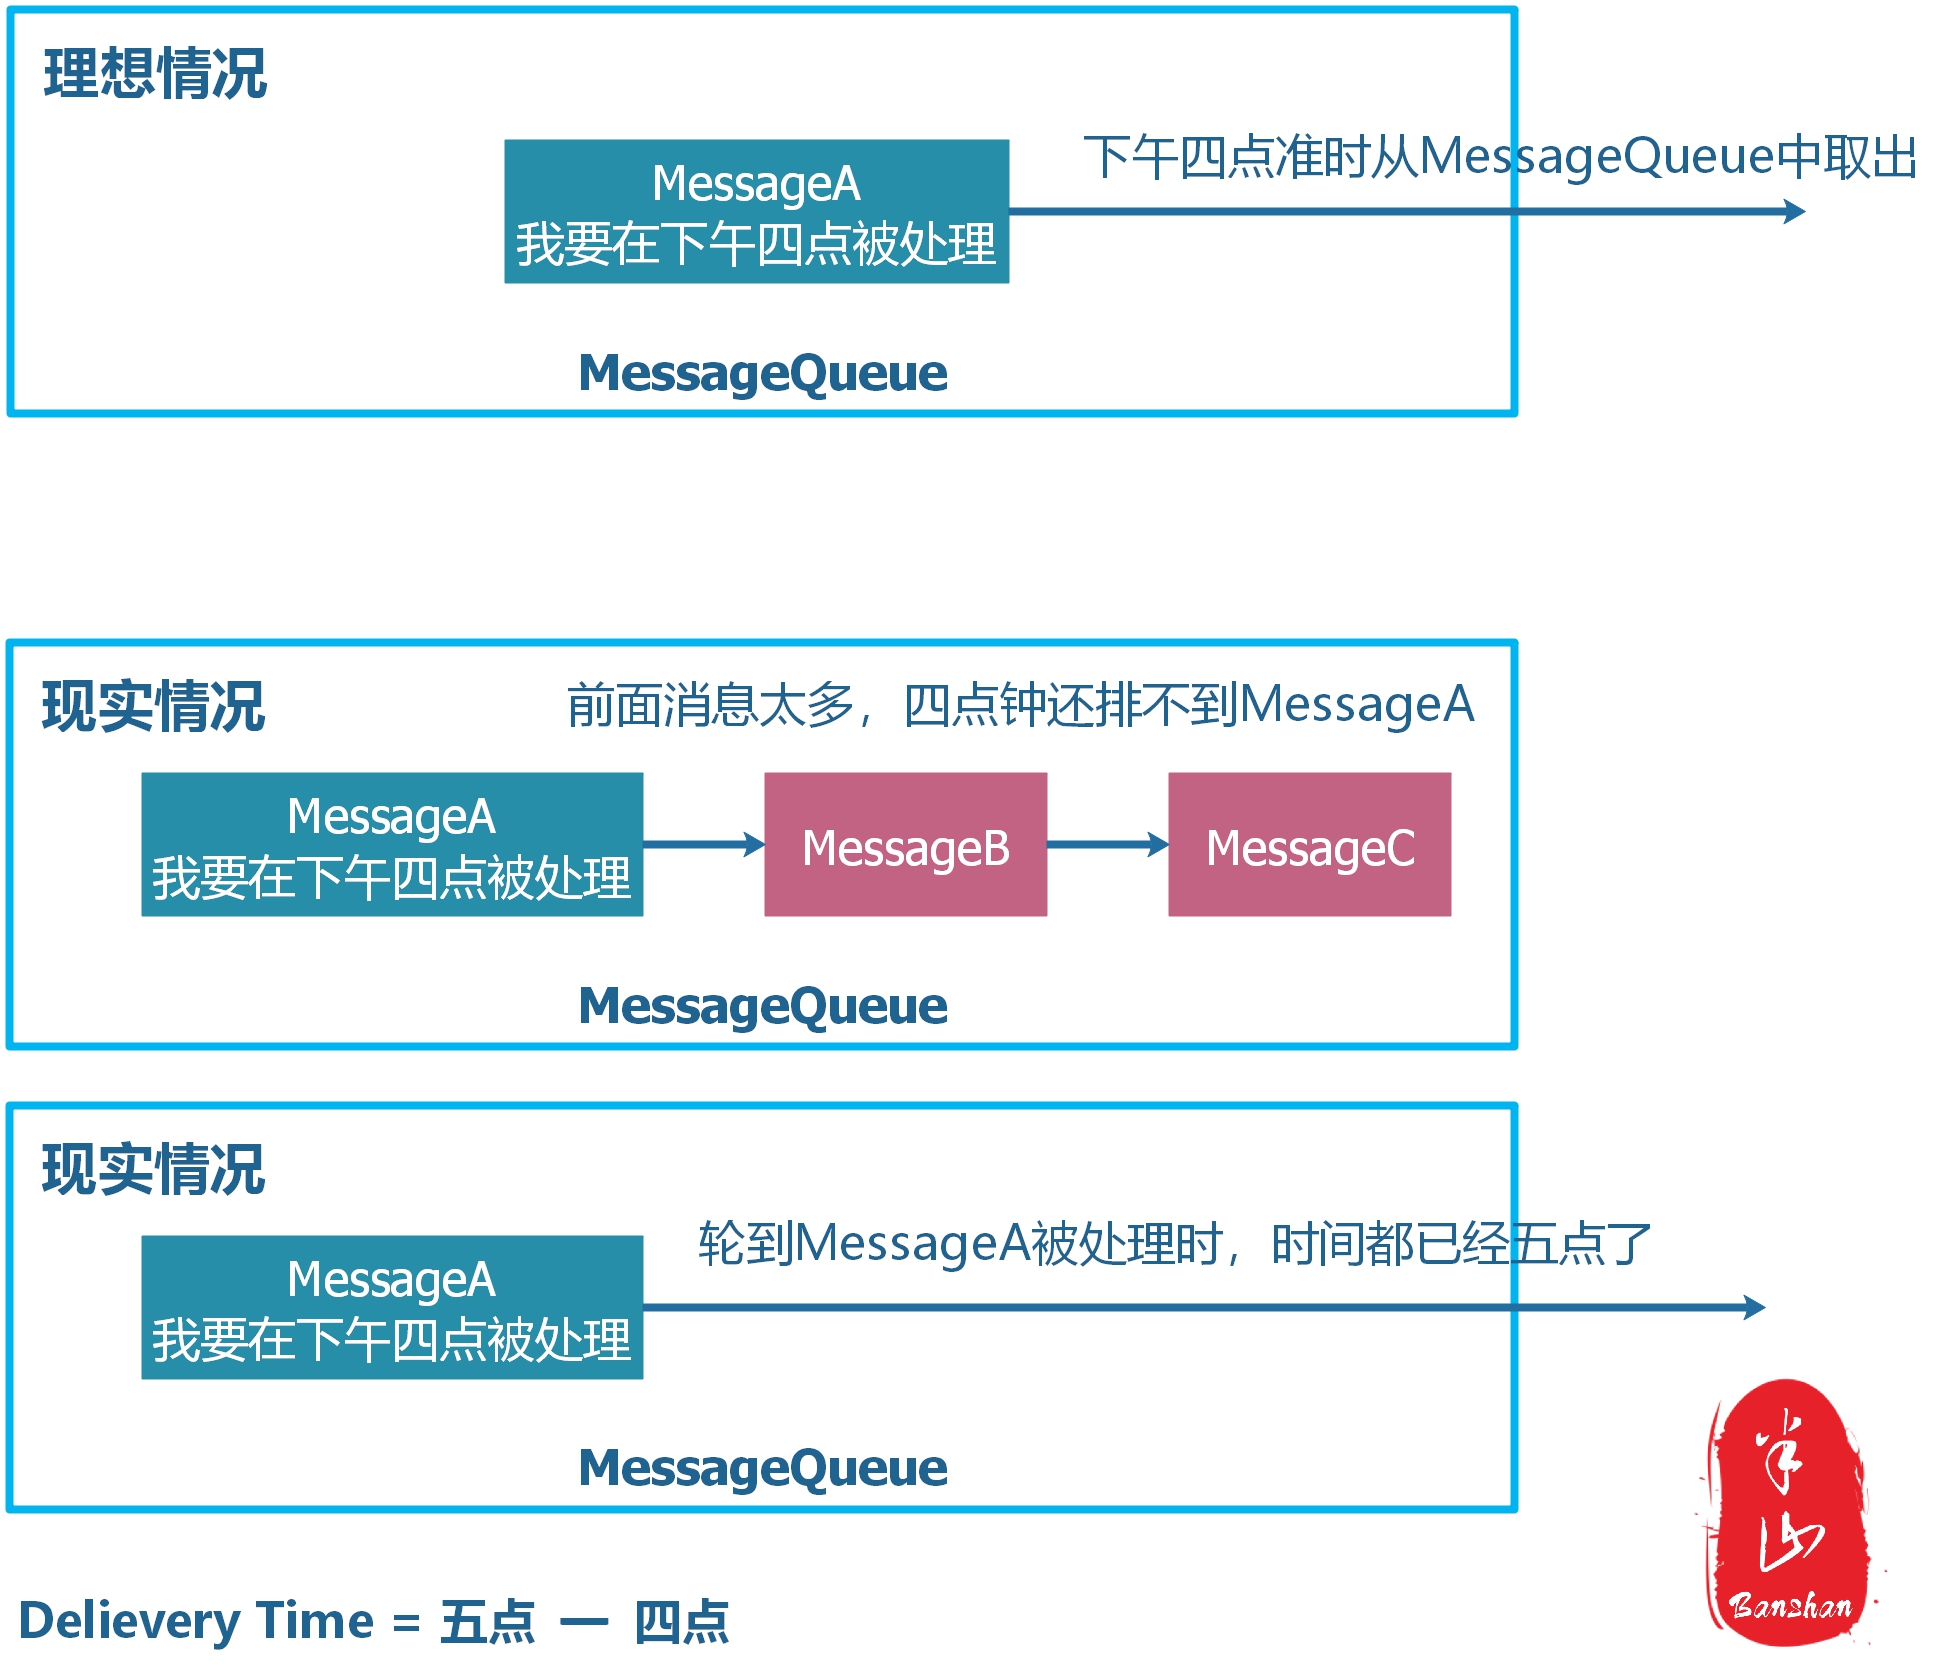 理想情况
下午四点准时从MessageQueue中取出
MessageA
我要在下午四点被处理
MessageQueue
现实情况
前面消息太多，四点钟还排不到MessageA
MessageA
我要在下午四点被处理
MessageB
MessageC
MessageQueue
现实情况
轮到MessageA被处理时，时间都已经五点了
MessageA
我要在下午四点被处理
MessageQueue
半山
Banshan
Delievery Time = 五点 — 四点